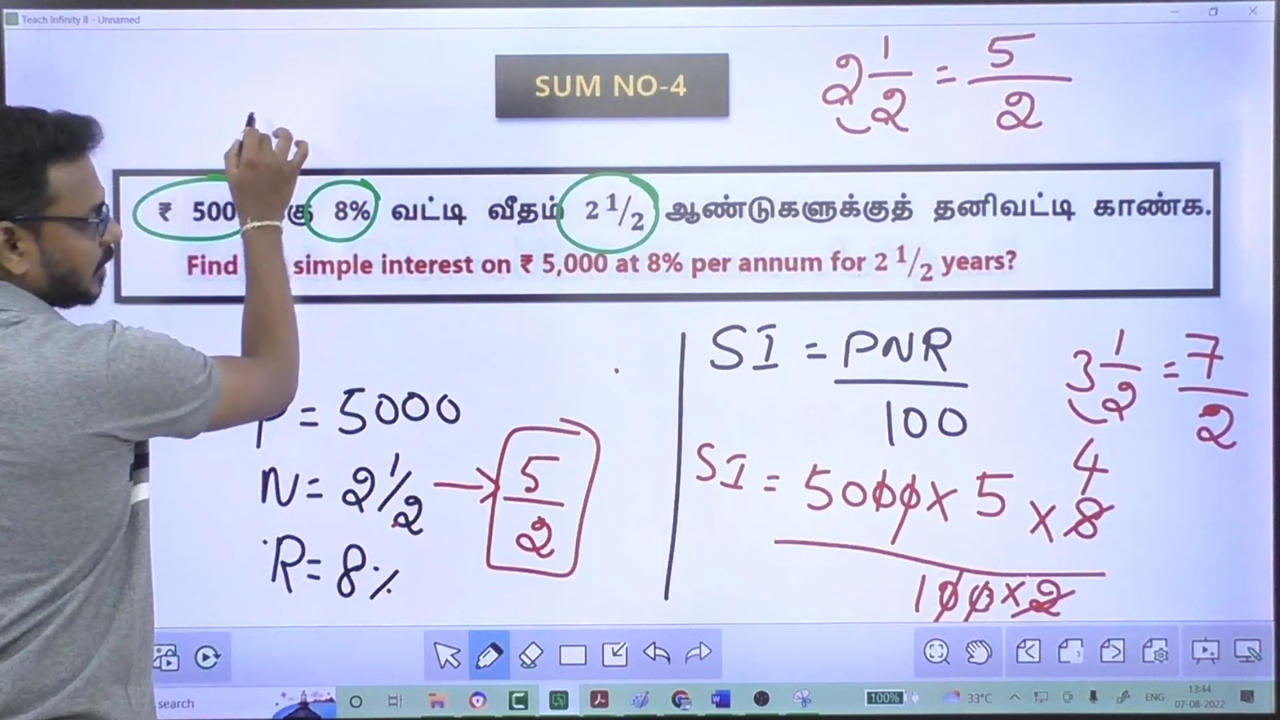 Teach Infinity II - Unnamed
SUM NO-4
2 1/2 = 5/2
₹ 500 கு 8% வட்டி வீதம் 2 1/2 ஆண்டுகளுக்குத் தனிவட்டி காண்க.
Find simple interest on ₹ 5,000 at 8% per annum for 2 1/2 years?
P = 5000
N = 2 1/2 → 5/2
R = 8%
SI = PNR
100
3 1/2 = 7/2
4
SI = 5000 x 5 x 8
100 x 2
search
100%
33°C
ENG
13:44
07-08-2022